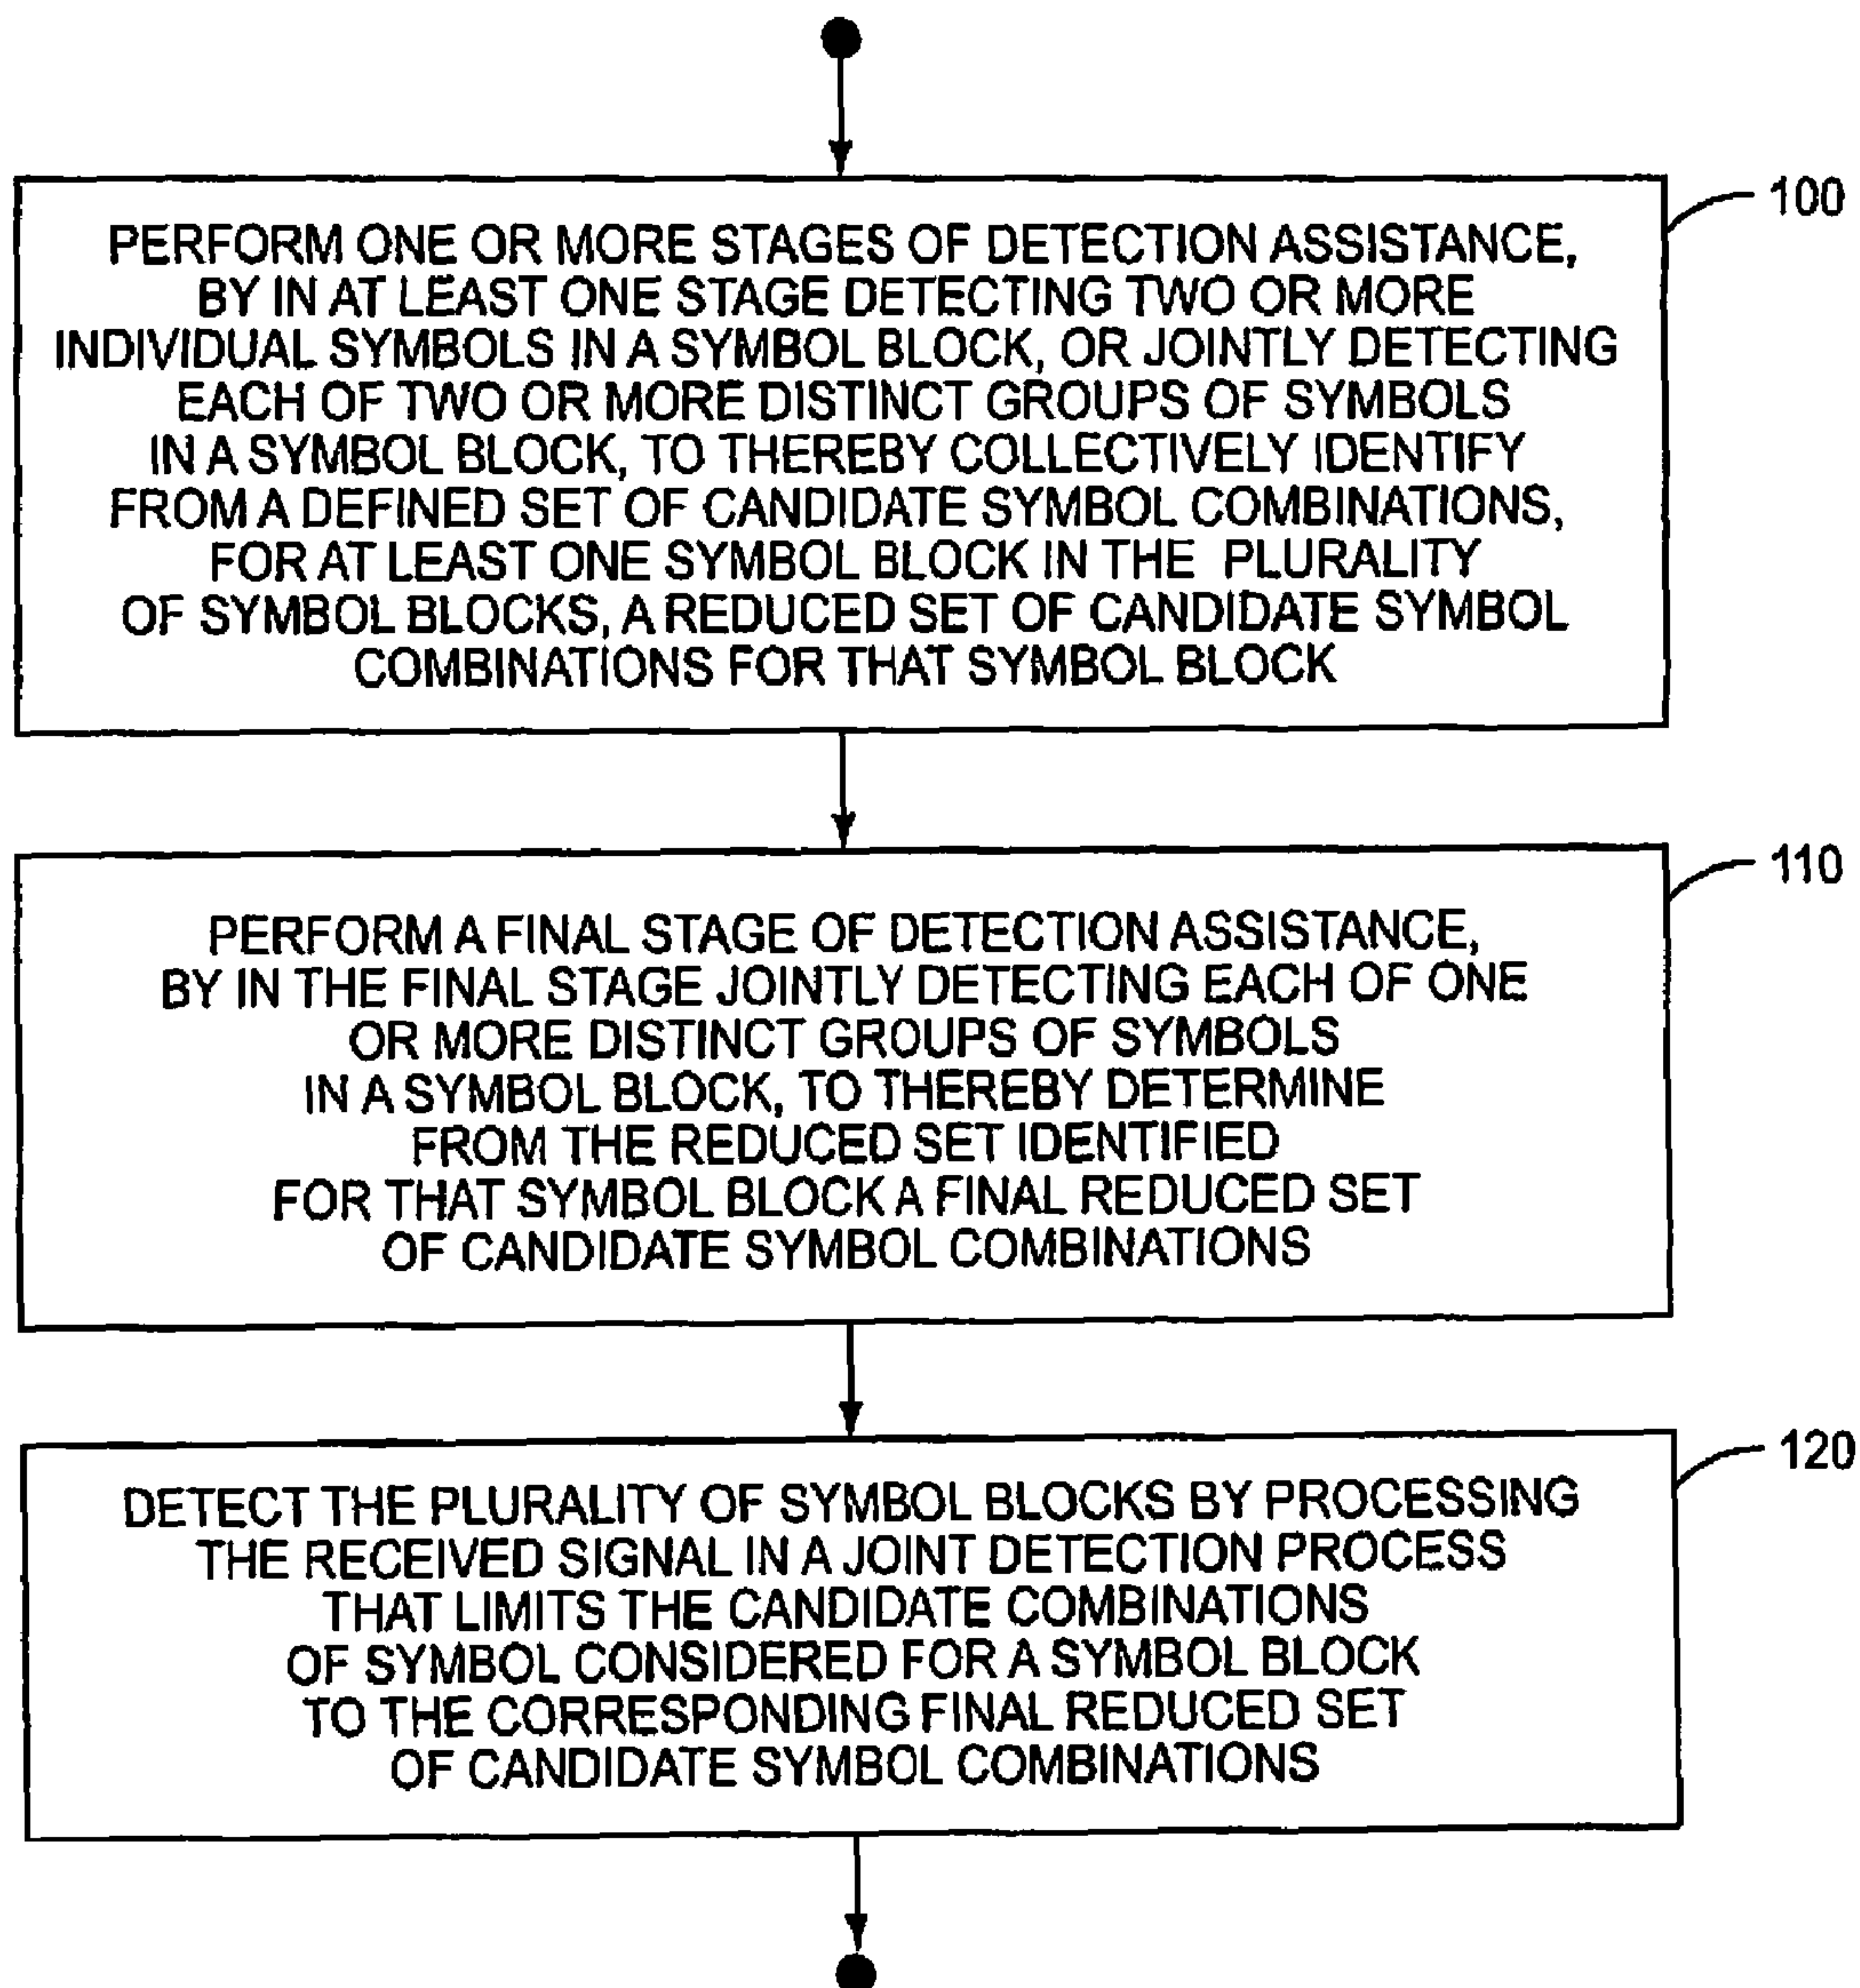 100
PERFORM ONE OR MORE STAGES OF DETECTION ASSISTANCE,
BY IN AT LEAST ONE STAGE DETECTING TWO OR MORE
INDIVIDUAL SYMBOLS IN A SYMBOL BLOCK, OR JOINTLY DETECTING
EACH OF TWO OR MORE DISTINCT GROUPS OF SYMBOLS
IN A SYMBOL BLOCK, TO THEREBY COLLECTIVELY IDENTIFY
FROM A DEFINED SET OF CANDIDATE SYMBOL COMBINATIONS,
FOR AT LEAST ONE SYMBOL BLOCK IN THE PLURALITY
OF SYMBOL BLOCKS, A REDUCED SET OF CANDIDATE SYMBOL
COMBINATIONS FOR THAT SYMBOL BLOCK
110
PERFORM A FINAL STAGE OF DETECTION ASSISTANCE,
BY IN THE FINAL STAGE JOINTLY DETECTING EACH OF ONE
OR MORE DISTINCT GROUPS OF SYMBOLS
IN A SYMBOL BLOCK, TO THEREBY DETERMINE
FROM THE REDUCED SET IDENTIFIED
FOR THAT SYMBOL BLOCK A FINAL REDUCED SET
OF CANDIDATE SYMBOL COMBINATIONS
120
DETECT THE PLURALITY OF SYMBOL BLOCKS BY PROCESSING
THE RECEIVED SIGNAL IN A JOINT DETECTION PROCESS
THAT LIMITS THE CANDIDATE COMBINATIONS
OF SYMBOL CONSIDERED FOR A SYMBOL BLOCK
TO THE CORRESPONDING FINAL REDUCED SET
OF CANDIDATE SYMBOL COMBINATIONS